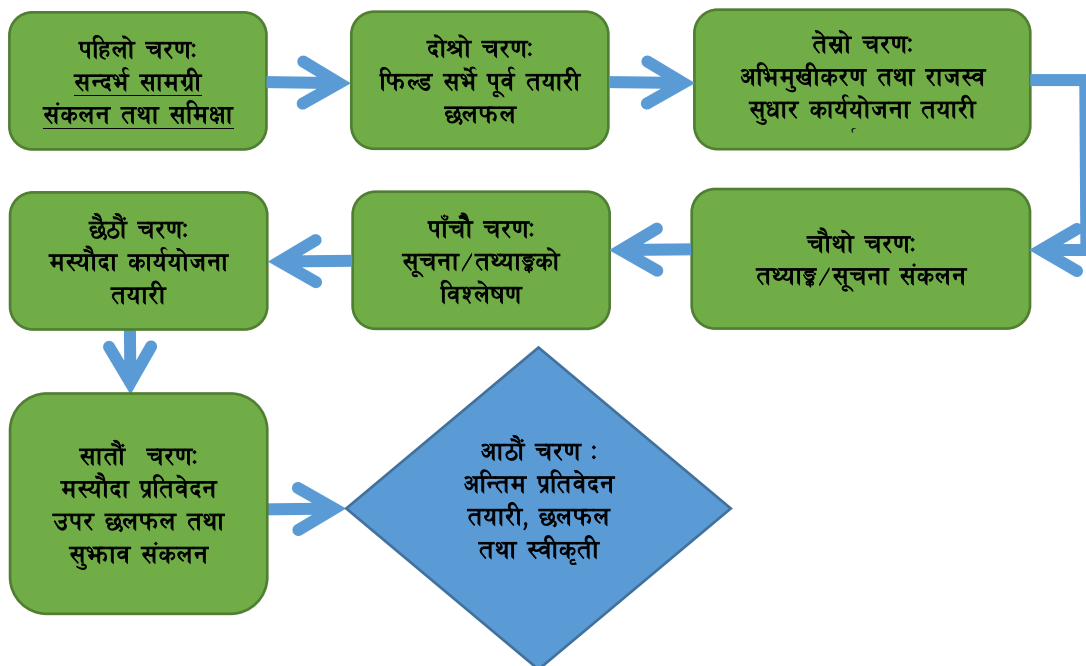 पहिलो चरणः
सन्दर्भ सामग्री
संकलन तथा समिक्षा
दोश्रो चरणः
फिल्ड सर्भे पूर्व तयारी
छलफल
तेस्रो चरणः
अभिमुखीकरण तथा राजस्व
सुधार कार्ययोजना तयारी
चौथो चरणः
तथ्याङ्क/सूचना संकलन
पाँचौ चरणः
सूचना/तथ्याङ्कको
विश्लेषण
छैठौं चरणः
मस्यौदा कार्ययोजना
तयारी
सातौं चरणः
मस्यौदा प्रतिवेदन
उपर छलफल तथा
सुझाव संकलन
आठौं चरण :
अन्तिम प्रतिवेदन
तयारी, छलफल
तथा स्वीकृती